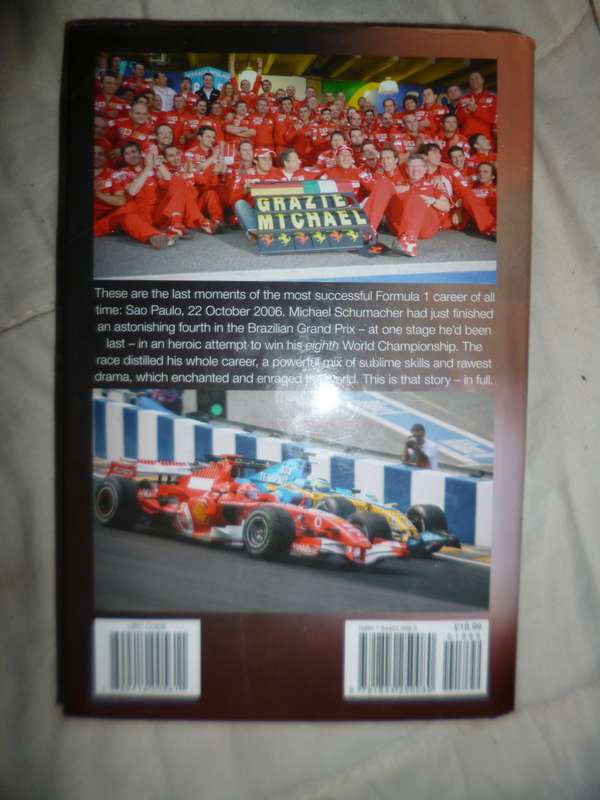 GRAZIE
MICHAEL
These are the last moments of the most successful Formula 1 career of all
time: Sao Paulo, 22 October 2006. Michael Schumacher had just finished
an astonishing fourth in the Brazilian Grand Prix – at one stage he'd been
last – in an heroic attempt to win his eighth World Championship. The
race distilled his whole career, a powerful mix of sublime skills and rawest
drama, which enchanted and enraged the world. This is that story – in full.
UPC CODE
£18.99